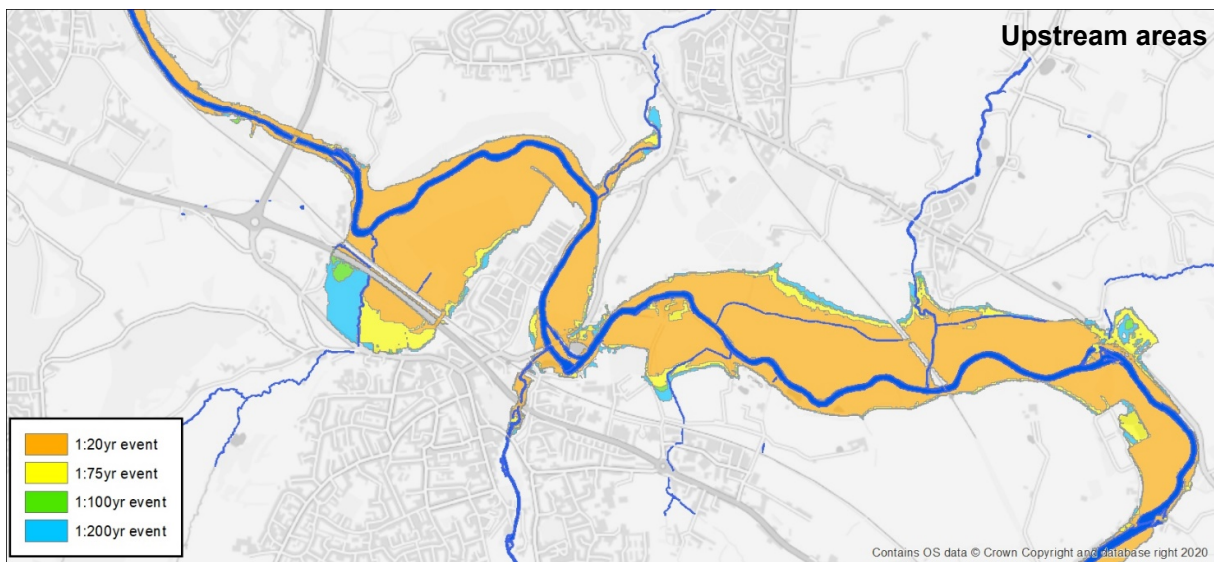 Upstream areas
1:20yr event
1:75yr event
1:100yr event
1:200yr event
Contains OS data © Crown Copyright and database right 2020